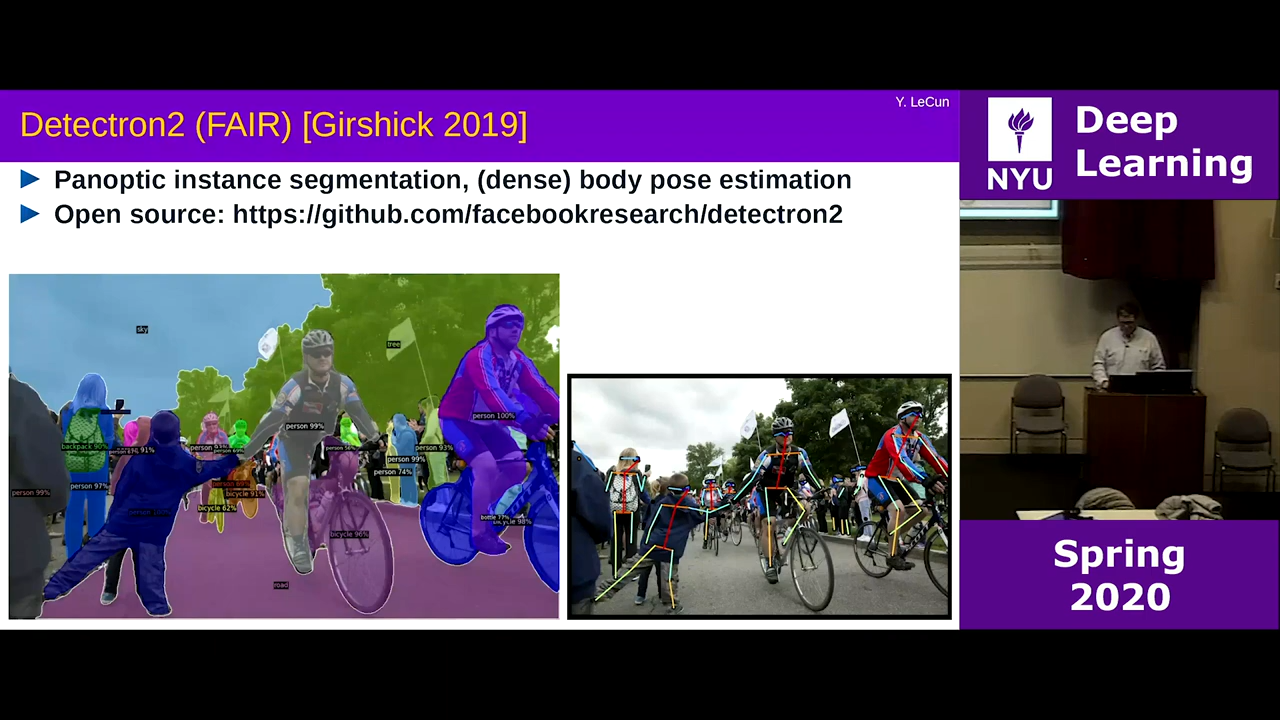 Y. LeCun
Detectron2 (FAIR) [Girshick 2019]
Panoptic instance segmentation, (dense) body pose estimation
Open source: https://github.com/facebookresearch/detectron2
sky
tree
person 100%
person 99%
backpack 90%
person 93%
person 99%
person 74%
person 97%
person 99%
bicycle 91%
bicycle 62%
bicycle 96%
bicycle 98%
road
NYU
Deep
Learning
Spring
2020